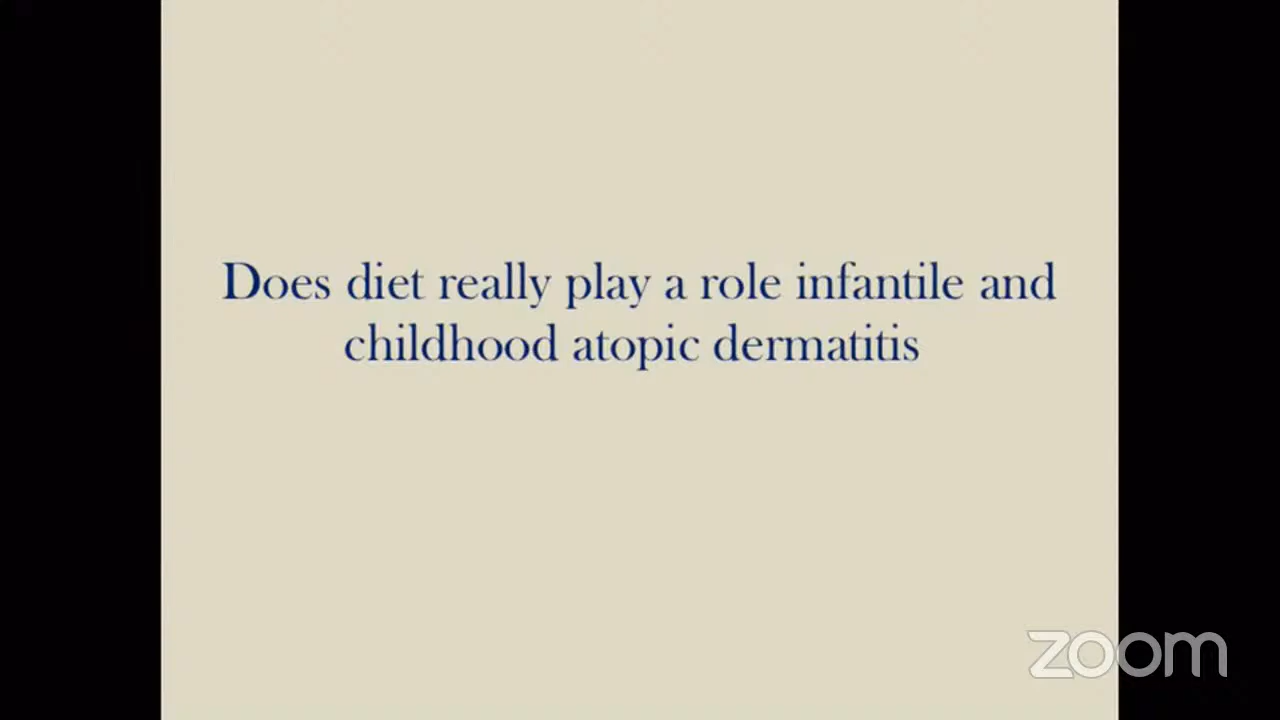 Does diet really play a role infantile and
childhood atopic dermatitis
zoom